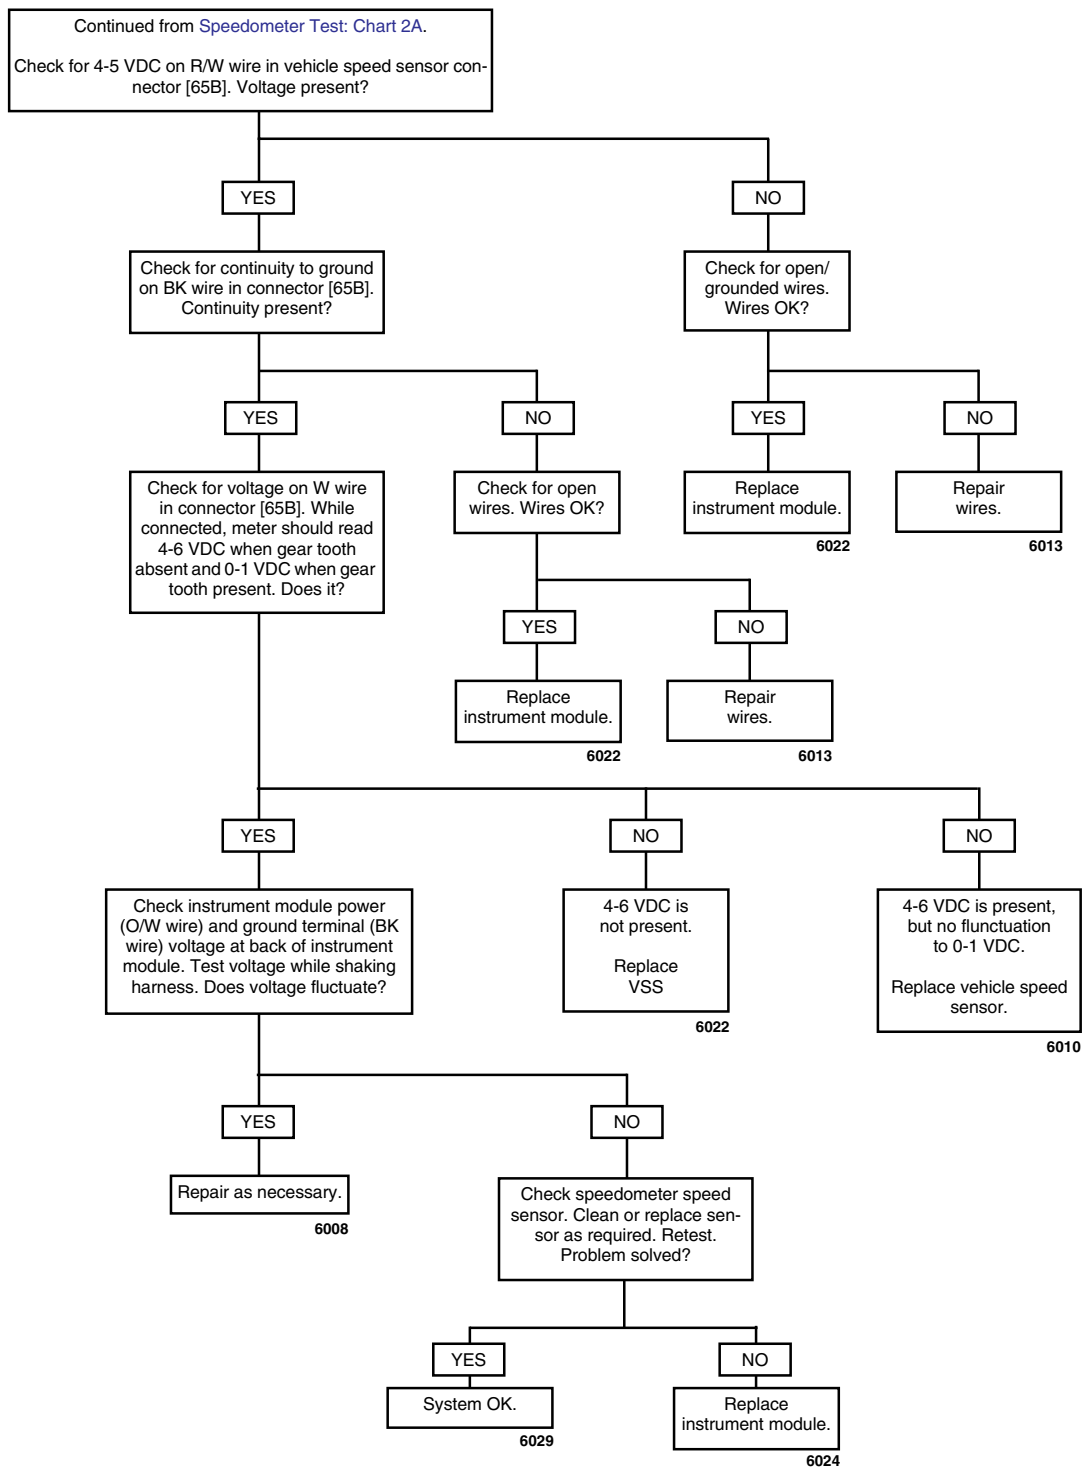 Continued from Speedometer Test: Chart 2A.
Check for 4-5 VDC on R/W wire in vehicle speed sensor con-
nector [65B]. Voltage present?
YES
NO
Check for continuity to ground
on BK wire in connector [65B].
Continuity present?
Check for open/
grounded wires.
Wires OK?
YES
NO
YES
NO
Check for voltage on W wire
in connector [65B]. While
connected, meter should read
4-6 VDC when gear tooth
absent and 0-1 VDC when gear
tooth present. Does it?
Check for open
wires. Wires OK?
Replace
instrument module.
6022
Repair
wires.
6013
YES
NO
Replace
instrument module.
6022
Repair
wires.
6013
YES
NO
NO
Check instrument module power
(O/W wire) and ground terminal (BK
wire) voltage at back of instrument
module. Test voltage while shaking
harness. Does voltage fluctuate?
4-6 VDC is
not present.
Replace
VSS
6022
4-6 VDC is present,
but no flunctuation
to 0-1 VDC.
Replace vehicle speed
sensor.
6010
YES
NO
Repair as necessary.
6008
Check speedometer speed
sensor. Clean or replace sen-
sor as required. Retest.
Problem solved?
YES
NO
System OK.
6029
Replace
instrument module.
6024